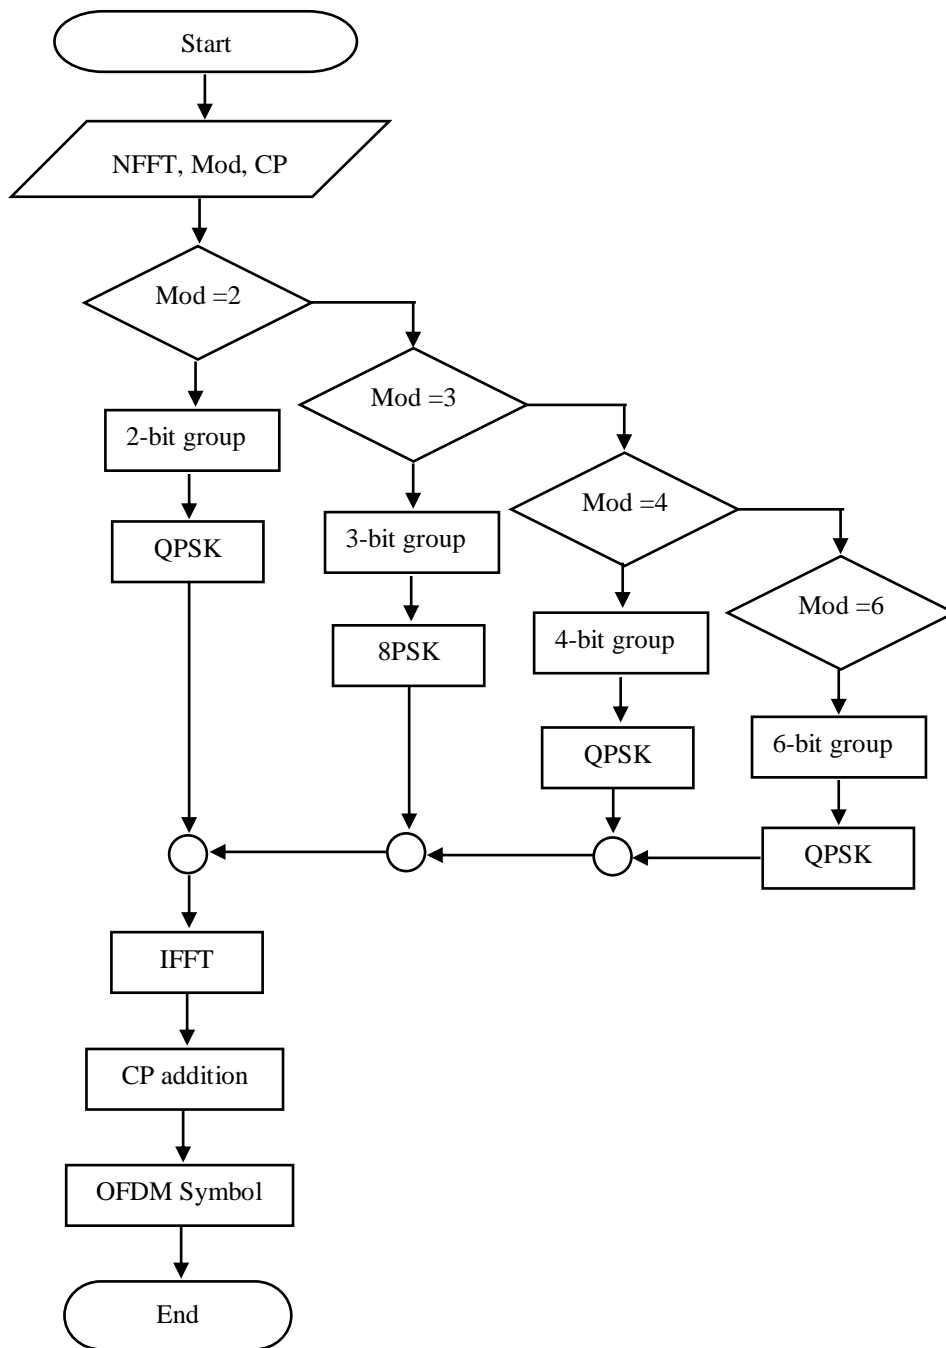 Start
NFFT, Mod, CP
Mod =2
Mod =3
2-bit group
Mod =4
3-bit group
QPSK
Mod =6
4-bit group
8PSK
6-bit group
QPSK
QPSK
IFFT
CP addition
OFDM Symbol
End